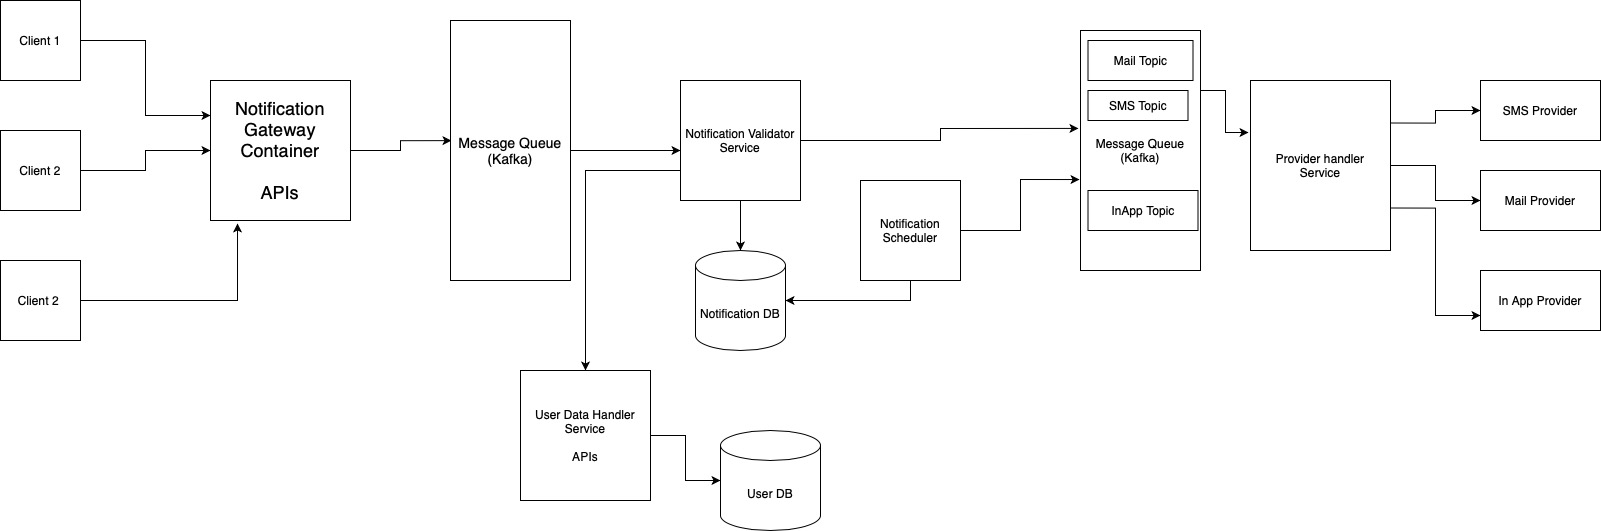 Client 1
Client 2
Client 2
Notification
Gateway
Container
APIs
Message Queue
(Kafka)
Notification Validator
Service
Notification DB
User Data Handler
Service
APIs
User DB
Notification
Scheduler
Mail Topic
SMS Topic
Message Queue
(Kafka)
InApp Topic
Provider handler
Service
SMS Provider
Mail Provider
In App Provider